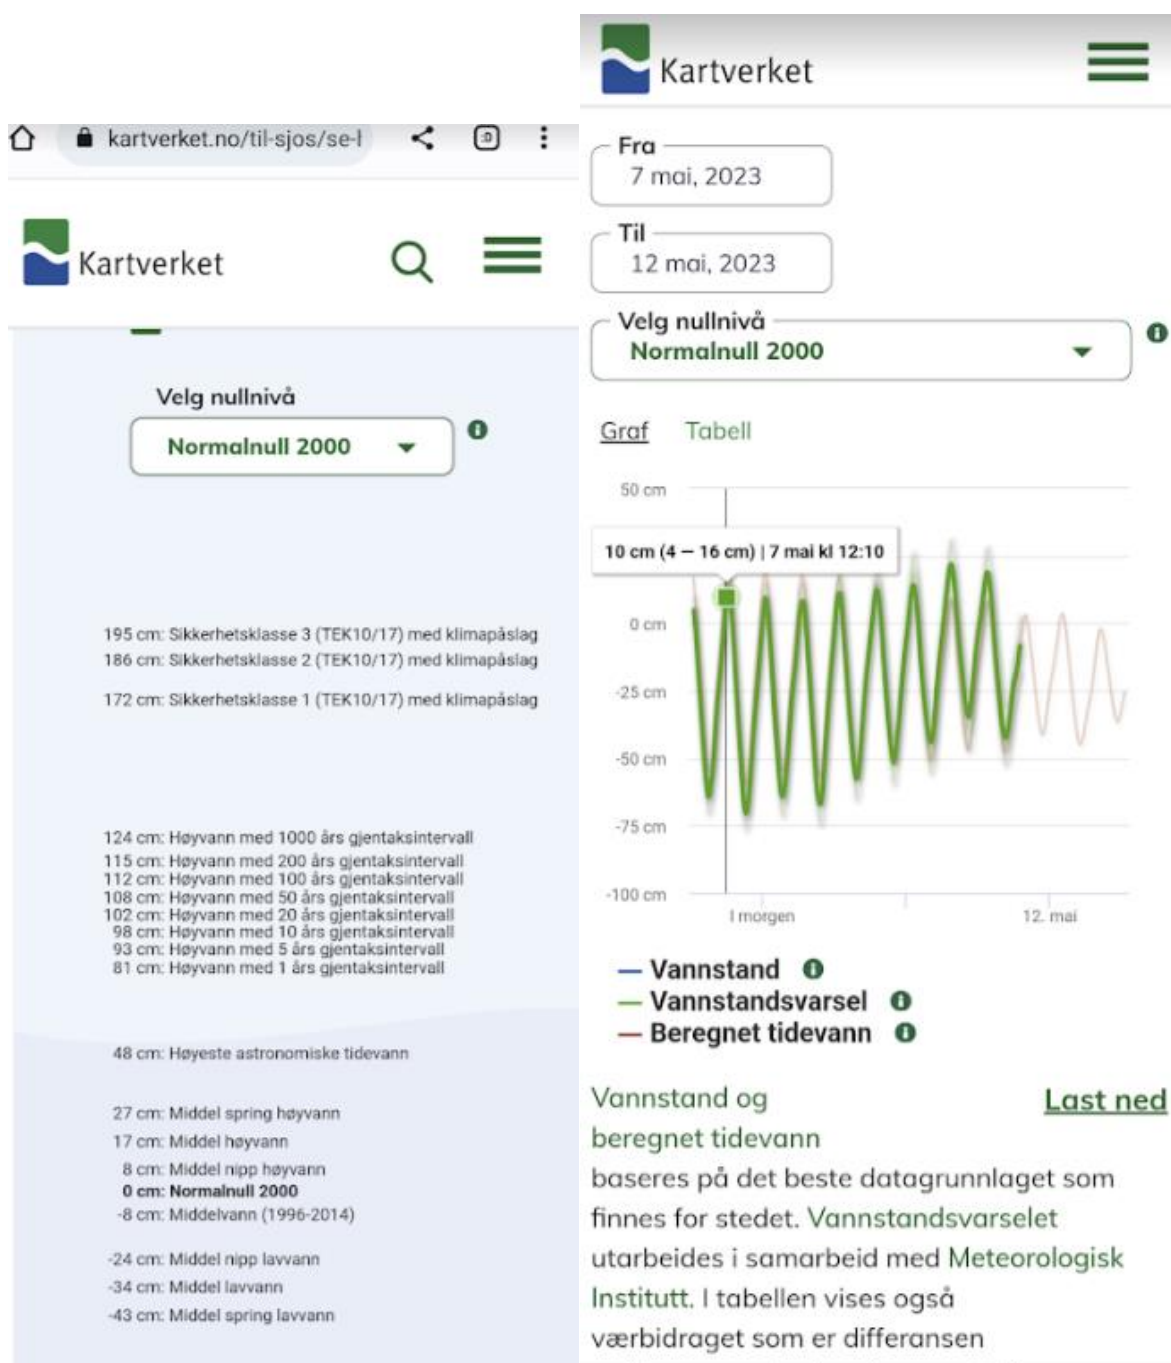 kartverket.no/til-sjos/se-l
Kartverket
Velg nullnivå
Normalnull 2000
195 cm: Sikkerhetsklasse 3 (TEK10/17) med klimapåslag
186 cm: Sikkerhetsklasse 2 (TEK10/17) med klimapåslag
172 cm: Sikkerhetsklasse 1 (TEK10/17) med klimapåslag
124 cm: Høyvann med 1000 års gjentaksintervall
115 cm: Høyvann med 200 års gjentaksintervall
112 cm: Høyvann med 100 års gjentaksintervall
108 cm: Høyvann med 50 års gjentaksintervall
102 cm: Høyvann med 20 års gjentaksintervall
98 cm: Høyvann med 10 års gjentaksintervall
93 cm: Høyvann med 5 års gjentaksintervall
81 cm: Høyvann med 1 års gjentaksintervall
48 cm: Høyeste astronomiske tidevann
27 cm: Middel spring høyvann
17 cm: Middel høyvann
8 cm: Middel nipp høyvann
0 cm: Normalnull 2000
-8 cm: Middelvann (1996-2014)
-24 cm: Middel nipp lavvann
-34 cm: Middel lavvann
-43 cm: Middel spring lavvann
Kartverket
Fra
7 mai, 2023
Til
12 mai, 2023
Velg nullnivå
Normalnull 2000
Graf Tabell
50 cm
10 cm (4 – 16 cm) | 7 mai kl 12:10
0 cm
-25 cm
-50 cm
-75 cm
-100 cm
I morgen 12. mai
Vannstand
Vannstandsvarsel
Beregnet tidevann
Vannstand og Last ned
beregnet tidevann
baseres på det beste datagrunnlaget som
finnes for stedet. Vannstandsvarselet
utarbeides i samarbeid med Meteorologisk
Institutt. I tabellen vises også
værbidraget som er differansen